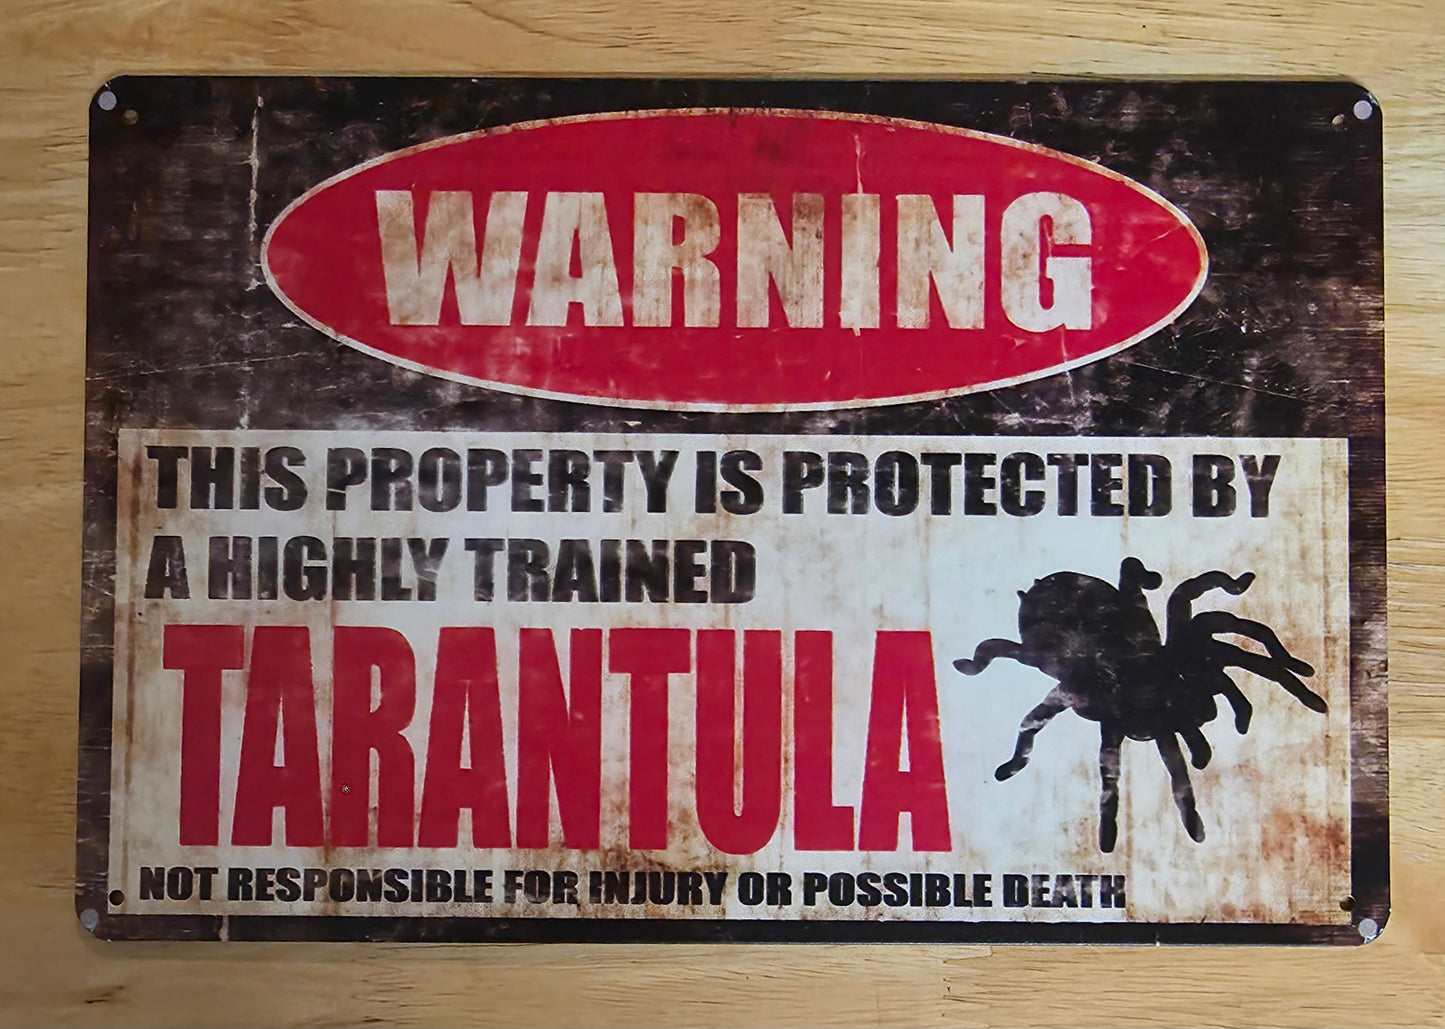 WARNING
THIS PROPERTY IS PROTECTED BY
A HIGHLY TRAINED
TARANTULA
NOT RESPONSIBLE FOR INJURY OR POSSIBLE DEATH